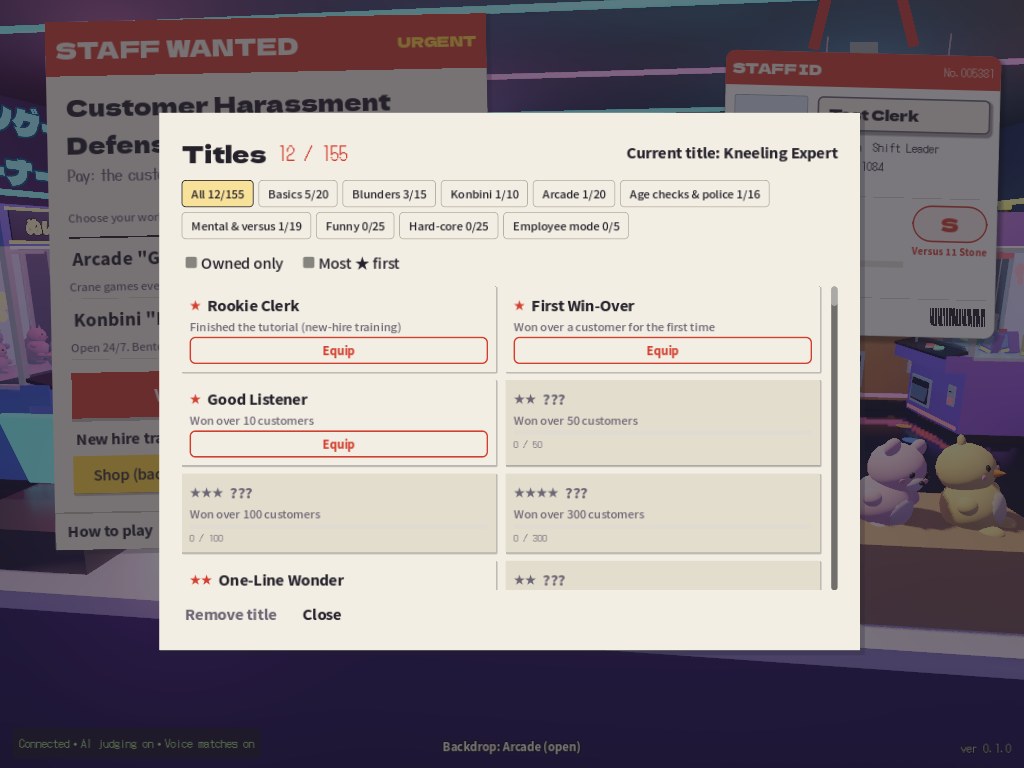 STAFF WANTED
URGENT
Customer Harassment
Defens
Pay: the cust
Choose your wor
Arcade "G
Crane games eve
Konbini "
Open 24/7. Bent
New hire tra
Shop (bac
How to play
STAFF ID
No. 005381
t Clerk
Shift Leader
1084
S
Versus 11 Stone
Titles 12 / 155
Current title: Kneeling Expert
All 12/155
Basics 5/20
Blunders 3/15
Konbini 1/10
Arcade 1/20
Age checks & police 1/16
Mental & versus 1/19
Funny 0/25
Hard-core 0/25
Employee mode 0/5
Owned only
Most ★ first
★ Rookie Clerk
Finished the tutorial (new-hire training)
Equip
★ First Win-Over
Won over a customer for the first time
Equip
★ Good Listener
Won over 10 customers
Equip
★★ ???
Won over 50 customers
0 / 50
★★★ ???
Won over 100 customers
0 / 100
★★★★ ???
Won over 300 customers
0 / 300
★★ One-Line Wonder
★★ ???
Remove title
Close
Connected • AI judging on • Voice matches on
Backdrop: Arcade (open)
ver 0.1.0